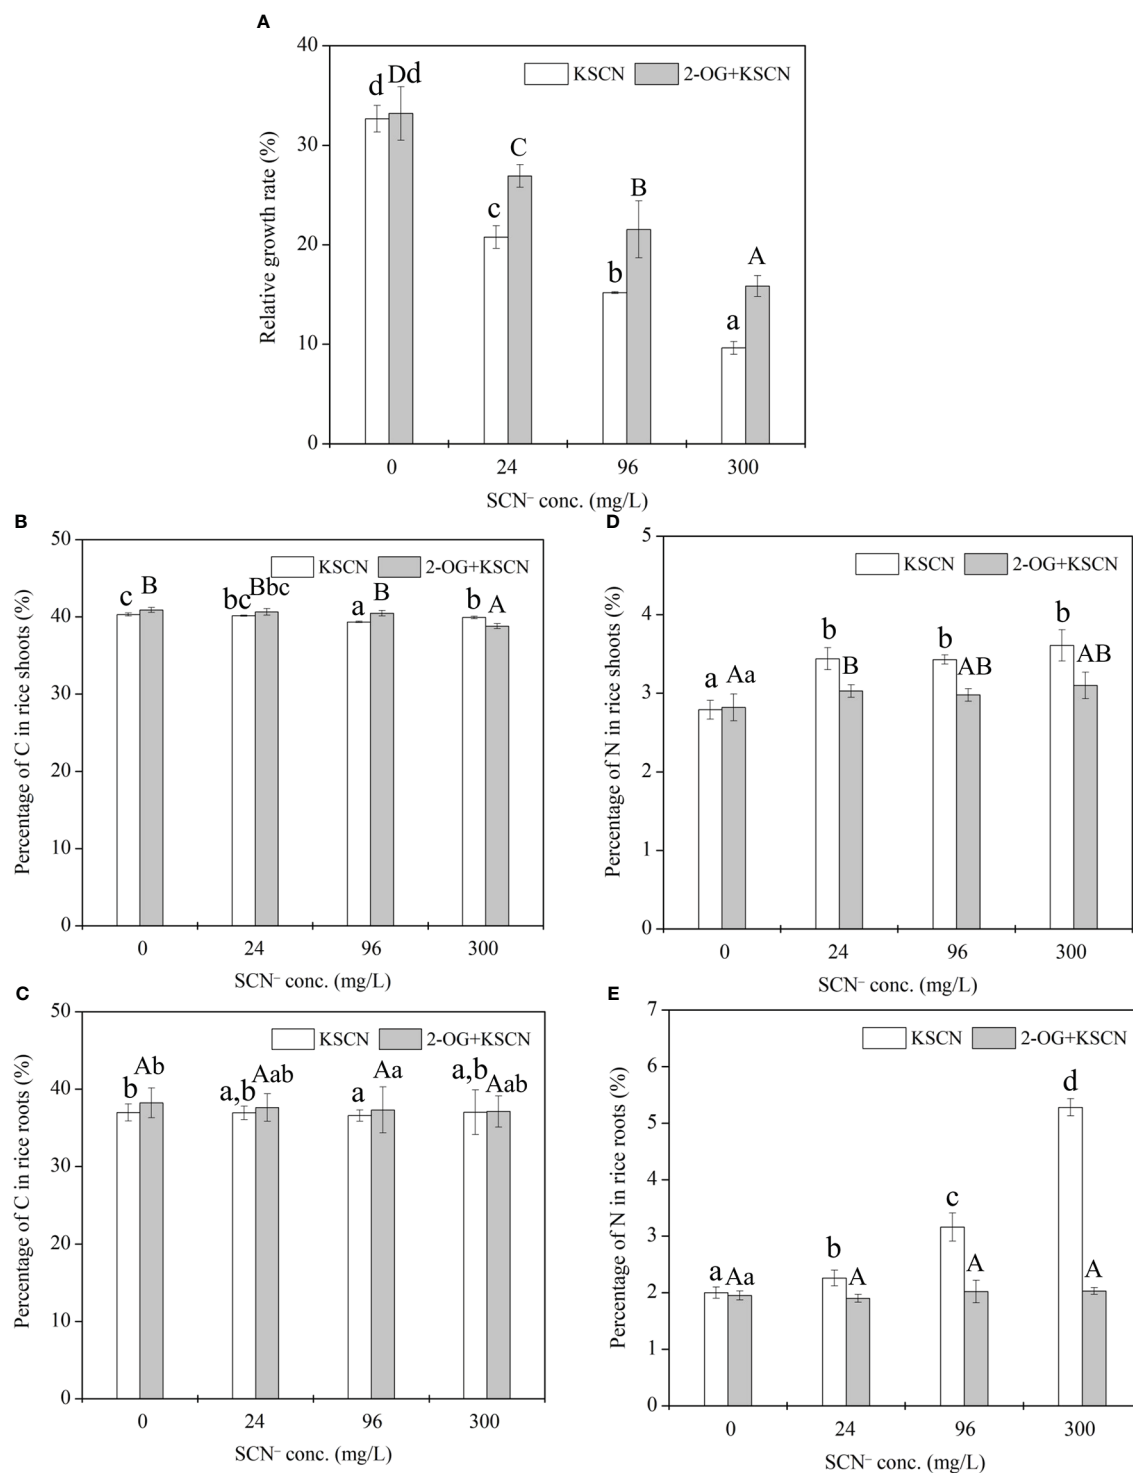 A
40
30
20
10
0
Relative growth rate (%)
KSCN 2-OG+KSCN
d Dd
c C
b B
a A
0 24 96 300
SCN⁻ conc. (mg/L)
B
50
40
30
20
10
0
Percentage of C in rice shoots (%)
KSCN 2-OG+KSCN
c B bc Bbc a B b A
0 24 96 300
SCN⁻ conc. (mg/L)
C
50
40
30
20
10
0
Percentage of C in rice roots (%)
KSCN 2-OG+KSCN
b Ab a,b Aab a Aa a,b Aab
0 24 96 300
SCN⁻ conc. (mg/L)
D
5
4
3
2
1
0
Percentage of N in rice shoots (%)
KSCN 2-OG+KSCN
a Aa b B b AB b AB
0 24 96 300
SCN⁻ conc. (mg/L)
E
7
6
5
4
3
2
1
0
Percentage of N in rice roots (%)
KSCN 2-OG+KSCN
a Aa b A c A d A
0 24 96 300
SCN⁻ conc. (mg/L)